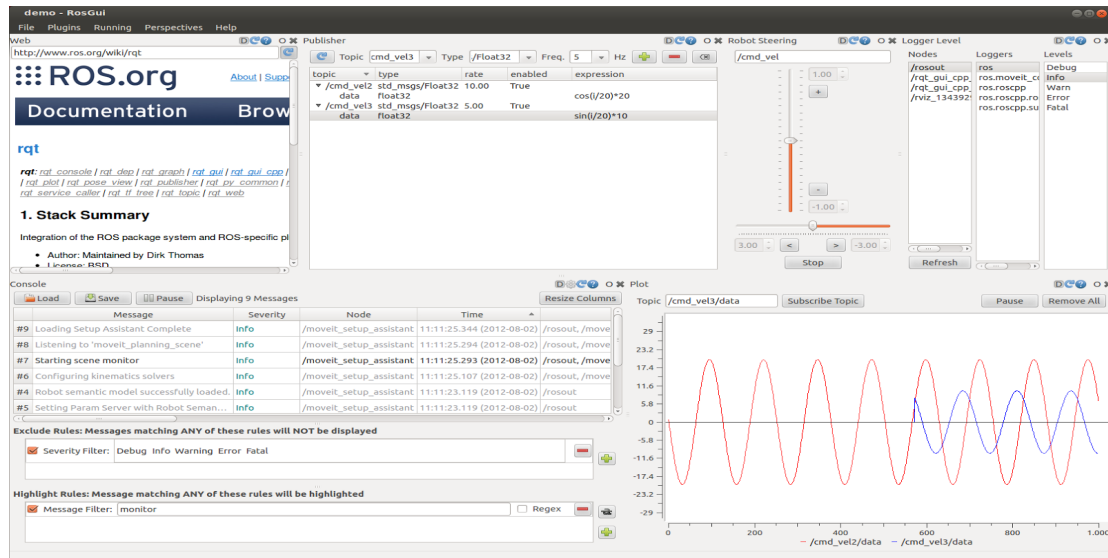 demo - RosGui
File Plugins Running Perspectives Help
Web
http://www.ros.org/wiki/rqt
ROS.org
About | Suppo
Documentation Brow
rqt
rqt: rqt_console | rqt_dep | rqt_graph | rqt_gui | rqt_gui_cpp |
| rqt_plot | rqt_pose_view | rqt_publisher | rqt_py_common |
rqt_service_caller | rqt_tf_tree | rqt_topic | rqt_web
1. Stack Summary
Integration of the ROS package system and ROS-specific pl
Author: Maintained by Dirk Thomas
License: BSD
Publisher
Topic cmd_vel3 Type /Float32 Freq. 5 Hz
topic type rate enabled expression
/cmd_vel2 std_msgs/Float32 10.00 True
data float32 cos(i/20)*20
/cmd_vel3 std_msgs/Float32 5.00 True
data float32 sin(i/20)*10
Robot Steering
/cmd_vel
1.00
+
-
-1.00
3.00 < > -3.00
Stop
Logger Level
Nodes Loggers Levels
/rosout ros Debug
/rqt_gui_cpp_ ros.moveit_co Info
/rqt_gui_cpp_ ros.roscpp Warn
/rviz_134392 ros.roscpp.ro Error
ros.roscpp.su Fatal
Refresh
Console
Load Save Pause Displaying 9 Messages Resize Columns
Message Severity Node Time
#9 Loading Setup Assistant Complete Info /moveit_setup_assistant 11:11:25.344 (2012-08-02) /rosout, /move
#8 Listening to 'moveit_planning_scene' Info /moveit_setup_assistant 11:11:25.294 (2012-08-02) /rosout, /move
#7 Starting scene monitor Info /moveit_setup_assistant 11:11:25.293 (2012-08-02) /rosout, /move
#6 Configuring kinematics solvers Info /moveit_setup_assistant 11:11:25.107 (2012-08-02) /rosout, /move
#4 Robot semantic model successfully loaded. Info /moveit_setup_assistant 11:11:23.119 (2012-08-02) /rosout
#5 Setting Param Server with Robot Seman... Info /moveit_setup_assistant 11:11:23.119 (2012-08-02) /rosout
Exclude Rules: Messages matching ANY of these rules will NOT be displayed
Severity Filter: Debug Info Warning Error Fatal
Highlight Rules: Message matching ANY of these rules will be highlighted
Message Filter: monitor Regex
Plot
Topic /cmd_vel3/data Subscribe Topic Pause Remove All
29
23.2
17.4
11.6
5.8
0
-5.8
-11.6
-17.4
-23.2
-29
0 200 400 600 800 1.000
/cmd_vel2/data /cmd_vel3/data